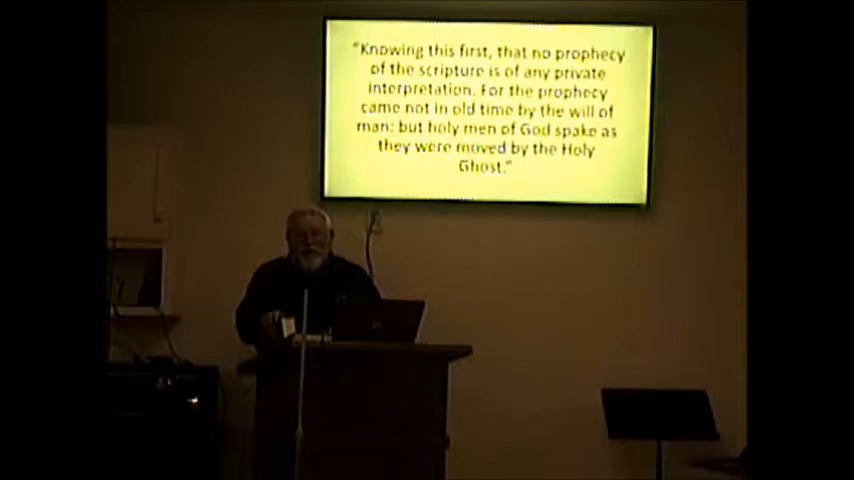 "Knowing this first, that no prophecy
of the scripture is of any private
interpretation. For the prophecy
came not in old time by the will of
man: but holy men of God spake as
they were moved by the Holy
Ghost."